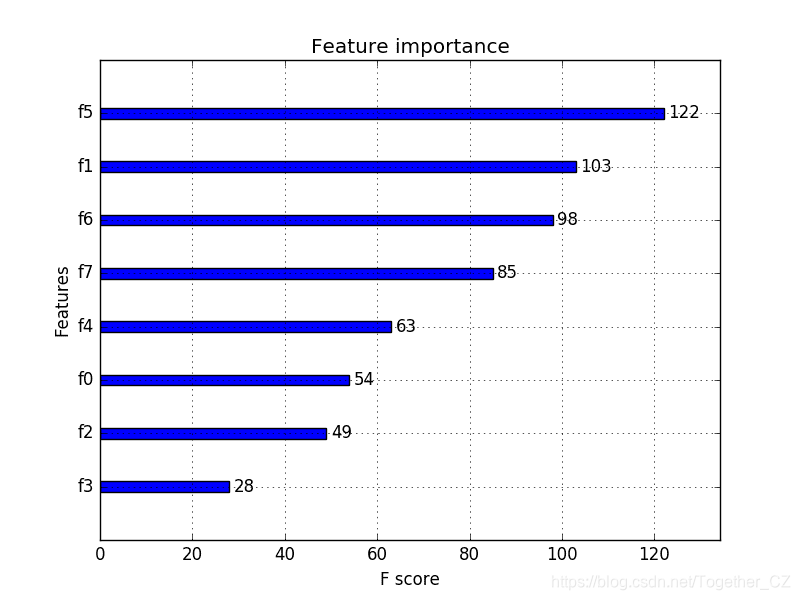 Feature importance
f5 122
f1 103
f6 98
f7 85
f4 63
f0 54
f2 49
f3 28
Features
0 20 40 60 80 100 120
F score
https://blog.csdn.net/Together_CZ